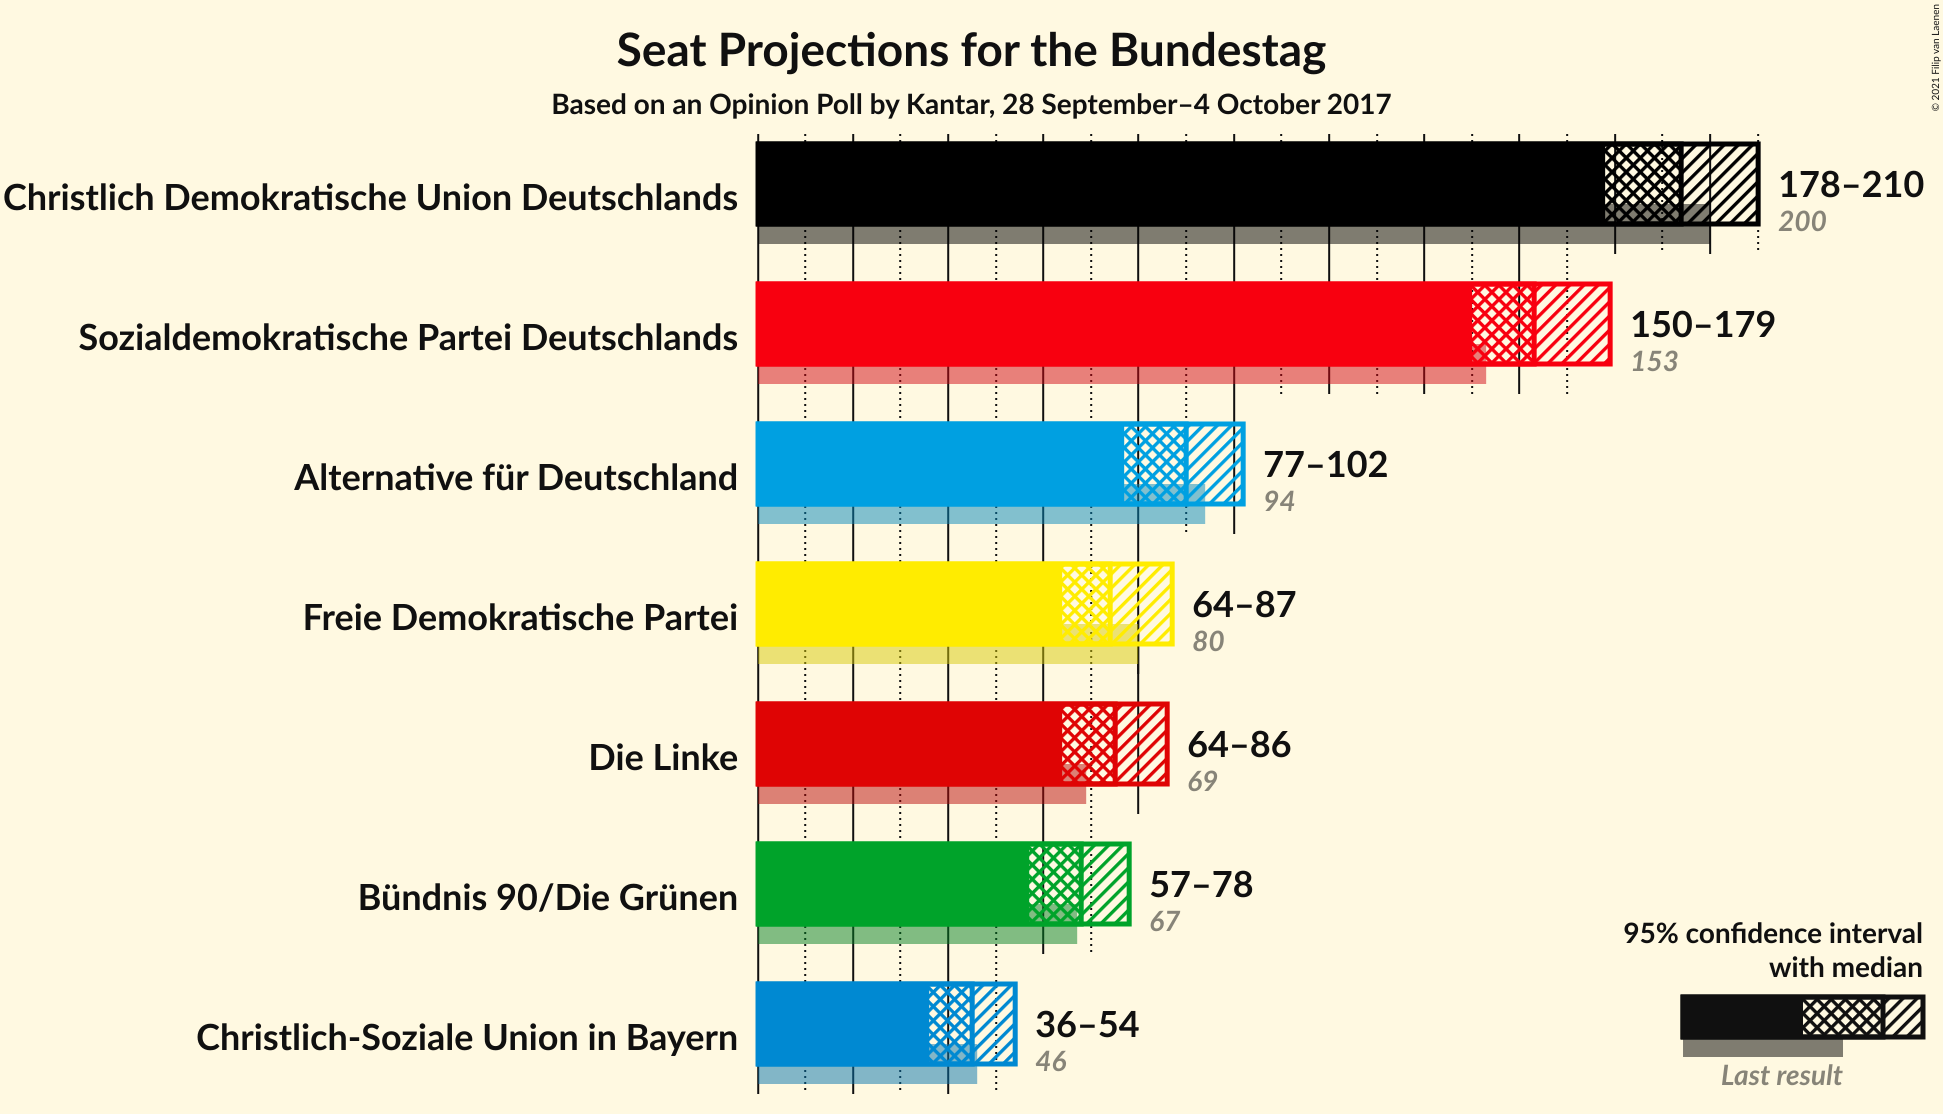 Seat Projections for the Bundestag
Based on an Opinion Poll by Kantar, 28 September–4 October 2017
© 2021 Filip van Laenen
Christlich Demokratische Union Deutschlands
178–210
200
Sozialdemokratische Partei Deutschlands
150–179
153
Alternative für Deutschland
77–102
94
Freie Demokratische Partei
64–87
80
Die Linke
64–86
69
Bündnis 90/Die Grünen
57–78
67
Christlich-Soziale Union in Bayern
36–54
46
95% confidence interval
with median
Last result